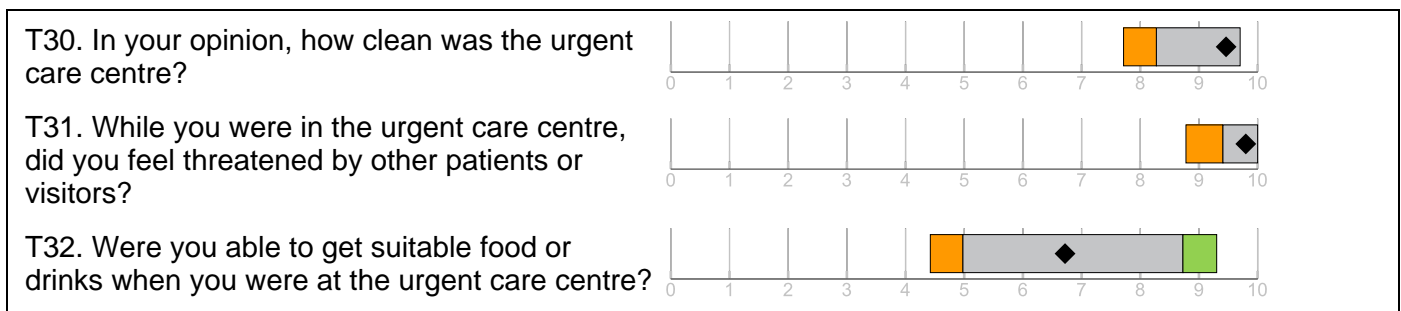 T30. In your opinion, how clean was the urgent
care centre?
0 1 2 3 4 5 6 7 8 9 10
T31. While you were in the urgent care centre,
did you feel threatened by other patients or
visitors?
0 1 2 3 4 5 6 7 8 9 10
T32. Were you able to get suitable food or
drinks when you were at the urgent care centre?
0 1 2 3 4 5 6 7 8 9 10